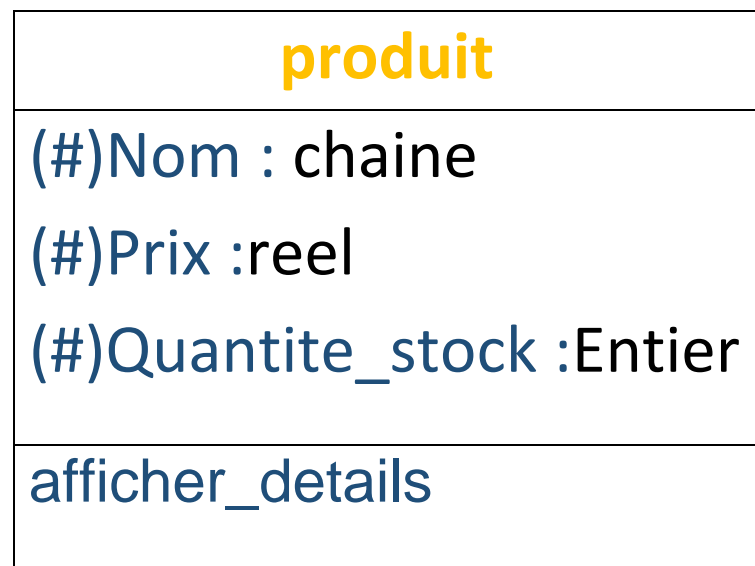 produit
(#)Nom : chaine
(#)Prix :reel
(#)Quantite_stock :Entier
afficher_details